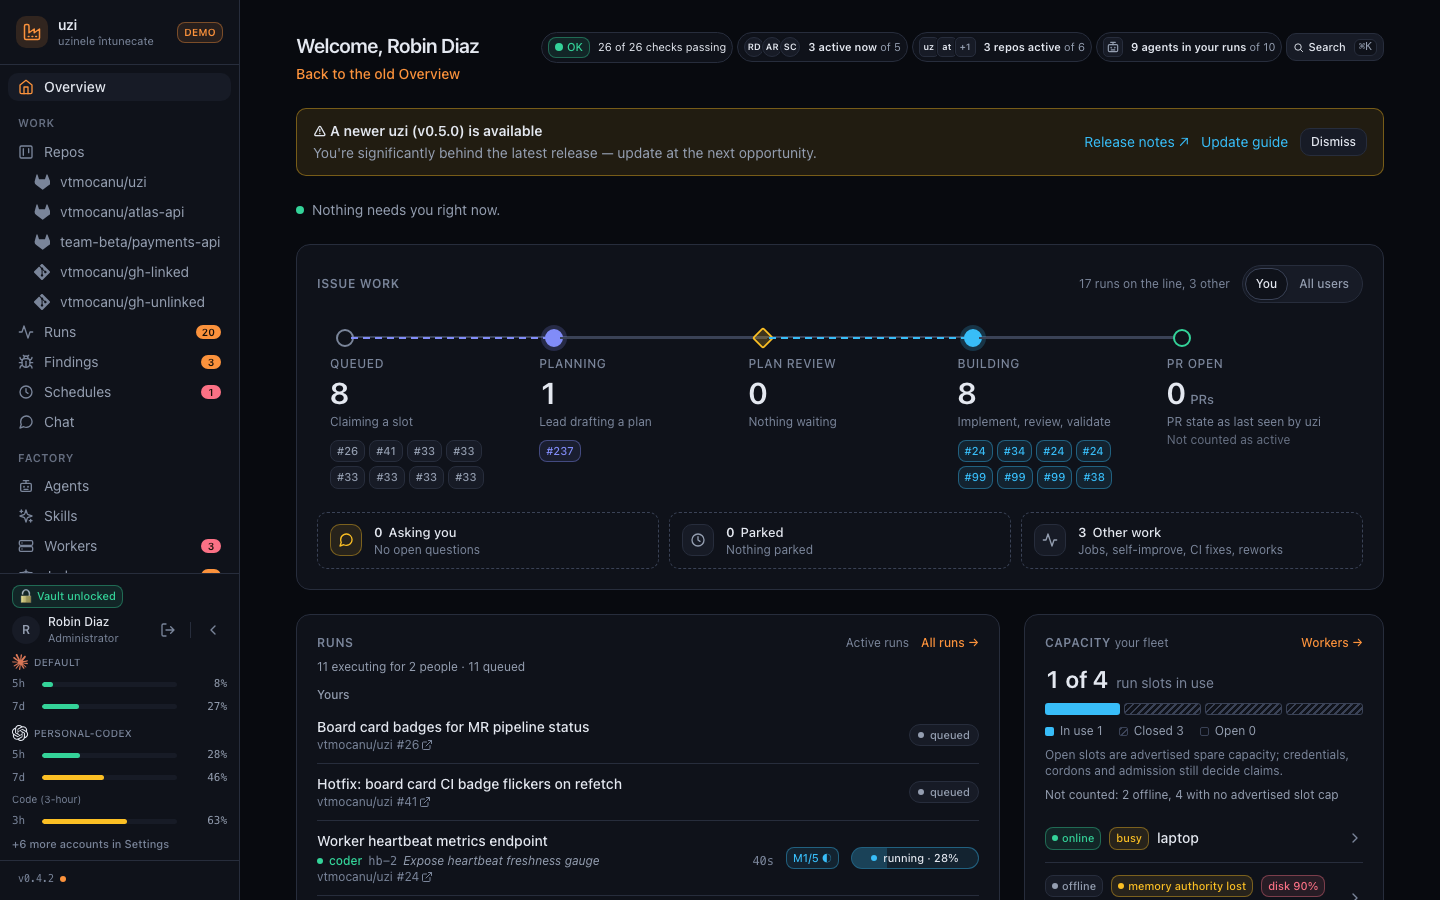 uzi
uzinele întunecate
DEMO
Overview
WORK
Repos
vtmocanu/uzi
vtmocanu/atlas-api
team-beta/payments-api
vtmocanu/gh-linked
vtmocanu/gh-unlinked
Runs 20
Findings 3
Schedules 1
Chat
FACTORY
Agents
Skills
Workers 3
Vault unlocked
R
Robin Diaz
Administrator
DEFAULT
5h 8%
7d 27%
PERSONAL-CODEX
5h 28%
7d 46%
Code (3-hour)
3h 63%
+6 more accounts in Settings
v0.4.2
Welcome, Robin Diaz
Back to the old Overview
OK 26 of 26 checks passing
RD AR SC 3 active now of 5
uz at +1 3 repos active of 6
9 agents in your runs of 10
Search ⌘K
A newer uzi (v0.5.0) is available
You're significantly behind the latest release — update at the next opportunity.
Release notes ↗ Update guide Dismiss
Nothing needs you right now.
ISSUE WORK
17 runs on the line, 3 other
You All users
QUEUED
8
Claiming a slot
#26 #41 #33 #33
#33 #33 #33 #33
PLANNING
1
Lead drafting a plan
#237
PLAN REVIEW
0
Nothing waiting
BUILDING
8
Implement, review, validate
#24 #34 #24 #24
#99 #99 #99 #38
PR OPEN
0 PRs
PR state as last seen by uzi
Not counted as active
0 Asking you
No open questions
0 Parked
Nothing parked
3 Other work
Jobs, self-improve, CI fixes, reworks
RUNS
Active runs All runs →
11 executing for 2 people · 11 queued
Yours
Board card badges for MR pipeline status
vtmocanu/uzi #26
queued
Hotfix: board card CI badge flickers on refetch
vtmocanu/uzi #41
queued
Worker heartbeat metrics endpoint
coder hb-2 Expose heartbeat freshness gauge
vtmocanu/uzi #24
40s M1/5 running · 28%
CAPACITY your fleet
Workers →
1 of 4 run slots in use
In use 1 Closed 3 Open 0
Open slots are advertised spare capacity; credentials,
cordons and admission still decide claims.
Not counted: 2 offline, 4 with no advertised slot cap
online busy laptop
offline memory authority lost disk 90%